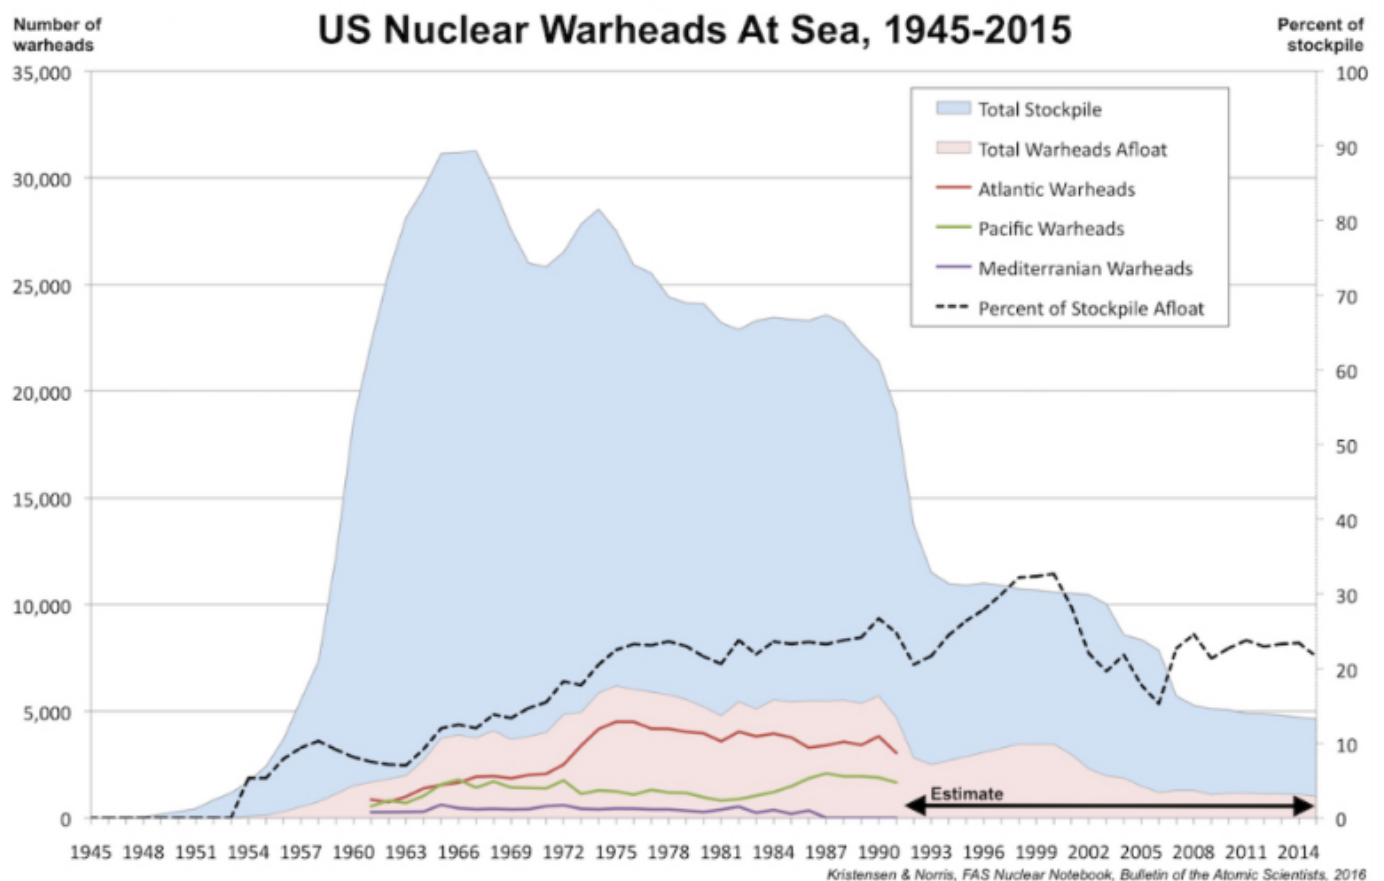 US Nuclear Warheads At Sea, 1945-2015
Number of
warheads
Percent of
stockpile
35,000
30,000
25,000
20,000
15,000
10,000
5,000
0
100
90
80
70
60
50
40
30
20
10
0
Total Stockpile
Total Warheads Afloat
Atlantic Warheads
Pacific Warheads
Mediterranian Warheads
Percent of Stockpile Afloat
Estimate
1945 1948 1951 1954 1957 1960 1963 1966 1969 1972 1975 1978 1981 1984 1987 1990 1993 1996 1999 2002 2005 2008 2011 2014
Kristensen & Norris, FAS Nuclear Notebook, Bulletin of the Atomic Scientists, 2016